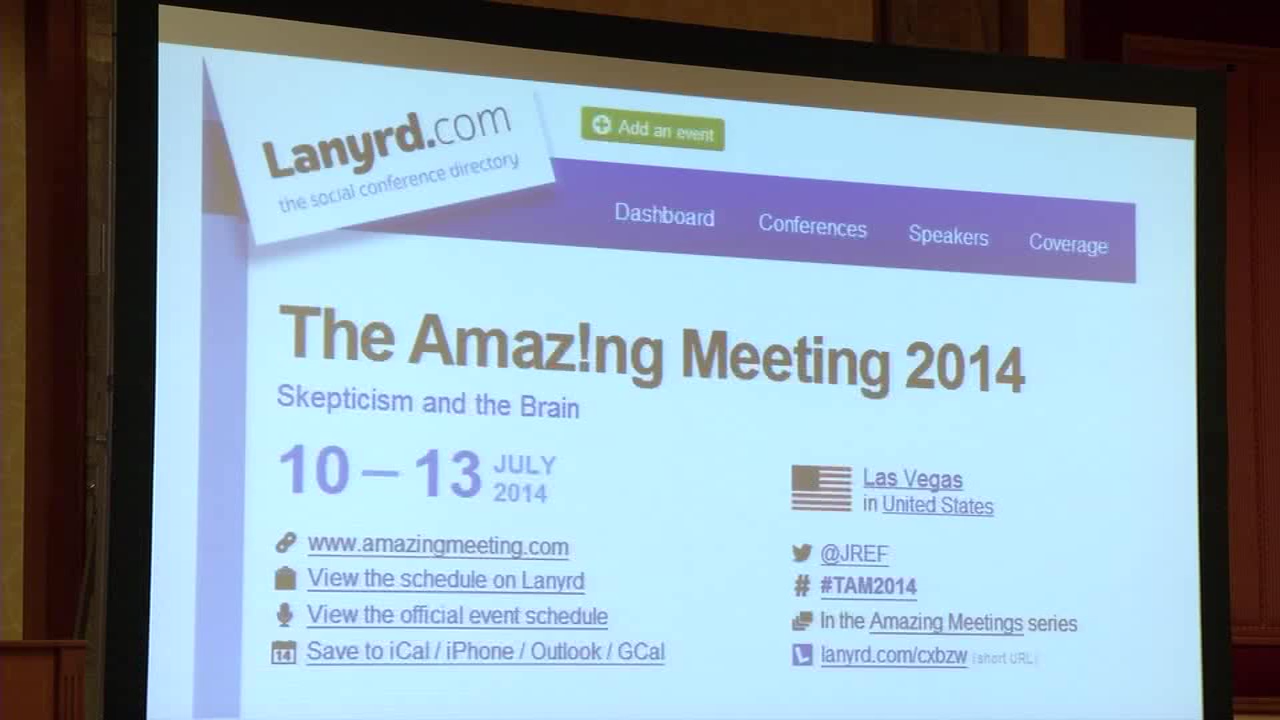 Lanyrd.com
the social conference directory
Add an event
Dashboard Conferences Speakers Coverage
The Amaz!ng Meeting 2014
Skepticism and the Brain
10 – 13 JULY 2014
Las Vegas
in United States
www.amazingmeeting.com
View the schedule on Lanyrd
View the official event schedule
14 Save to iCal / iPhone / Outlook / GCal
@JREF
# #TAM2014
In the Amazing Meetings series
lanyrd.com/cxbzw (short URL)